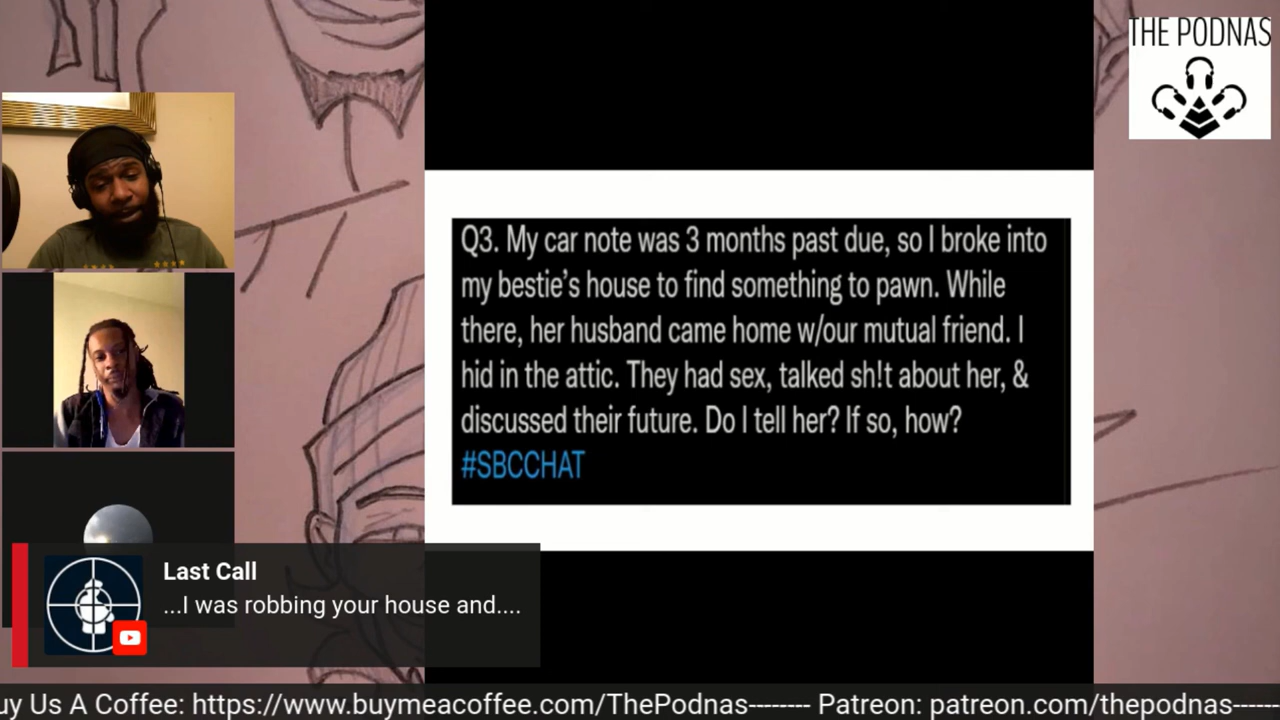 THE PODNAS
Q3. My car note was 3 months past due, so I broke into
my bestie's house to find something to pawn. While
there, her husband came home w/our mutual friend. I
hid in the attic. They had sex, talked sh!t about her, &
discussed their future. Do I tell her? If so, how?
#SBCCHAT
Last Call
...I was robbing your house and....
uy Us A Coffee: https://www.buymeacoffee.com/ThePodnas-------- Patreon: patreon.com/thepodnas------